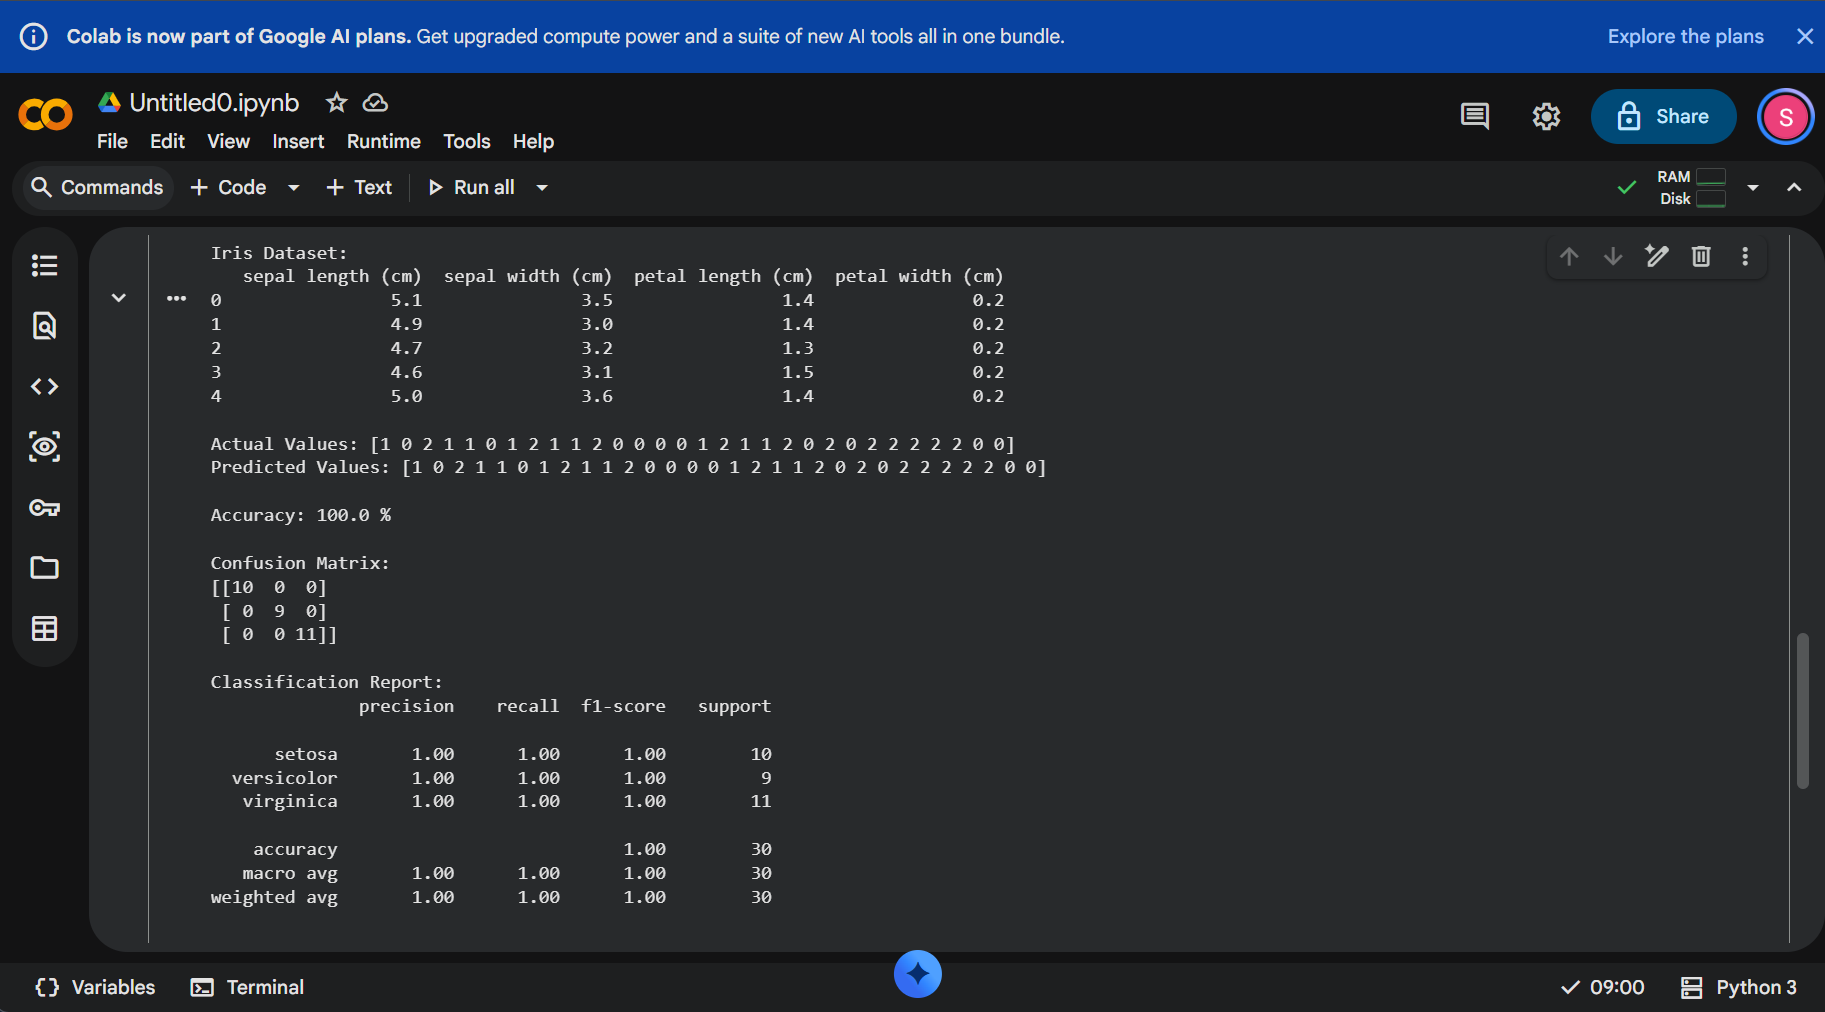 Colab is now part of Google AI plans. Get upgraded compute power and a suite of new AI tools all in one bundle. Explore the plans
Untitled0.ipynb
File Edit View Insert Runtime Tools Help
Share
S
Commands + Code + Text Run all
RAM
Disk
Iris Dataset:
   sepal length (cm)  sepal width (cm)  petal length (cm)  petal width (cm)
0                5.1               3.5                1.4               0.2
1                4.9               3.0                1.4               0.2
2                4.7               3.2                1.3               0.2
3                4.6               3.1                1.5               0.2
4                5.0               3.6                1.4               0.2
Actual Values: [1 0 2 1 1 0 1 2 1 1 2 0 0 0 0 1 2 1 1 2 0 2 0 2 2 2 2 2 0 0]
Predicted Values: [1 0 2 1 1 0 1 2 1 1 2 0 0 0 0 1 2 1 1 2 0 2 0 2 2 2 2 2 0 0]
Accuracy: 100.0 %
Confusion Matrix:
[[10  0  0]
 [ 0  9  0]
 [ 0  0 11]]
Classification Report:
              precision    recall  f1-score   support
      setosa       1.00      1.00      1.00        10
  versicolor       1.00      1.00      1.00         9
   virginica       1.00      1.00      1.00        11
    accuracy                           1.00        30
   macro avg       1.00      1.00      1.00        30
weighted avg       1.00      1.00      1.00        30
{} Variables Terminal 09:00 Python 3